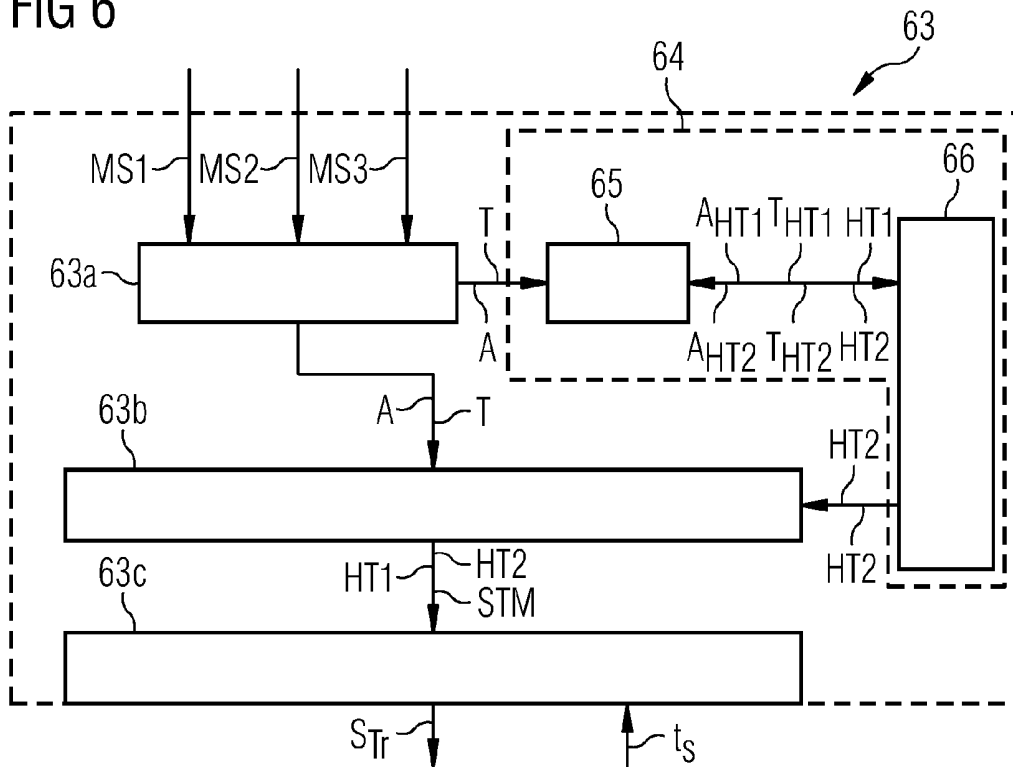 FIG 6
63
64
MS1 MS2 MS3
65
66
T
AHT1 THT1 HT1
63a
A
AHT2 THT2 HT2
A T
63b
HT2
HT2
HT1 HT2
STM
63c
STr
tS